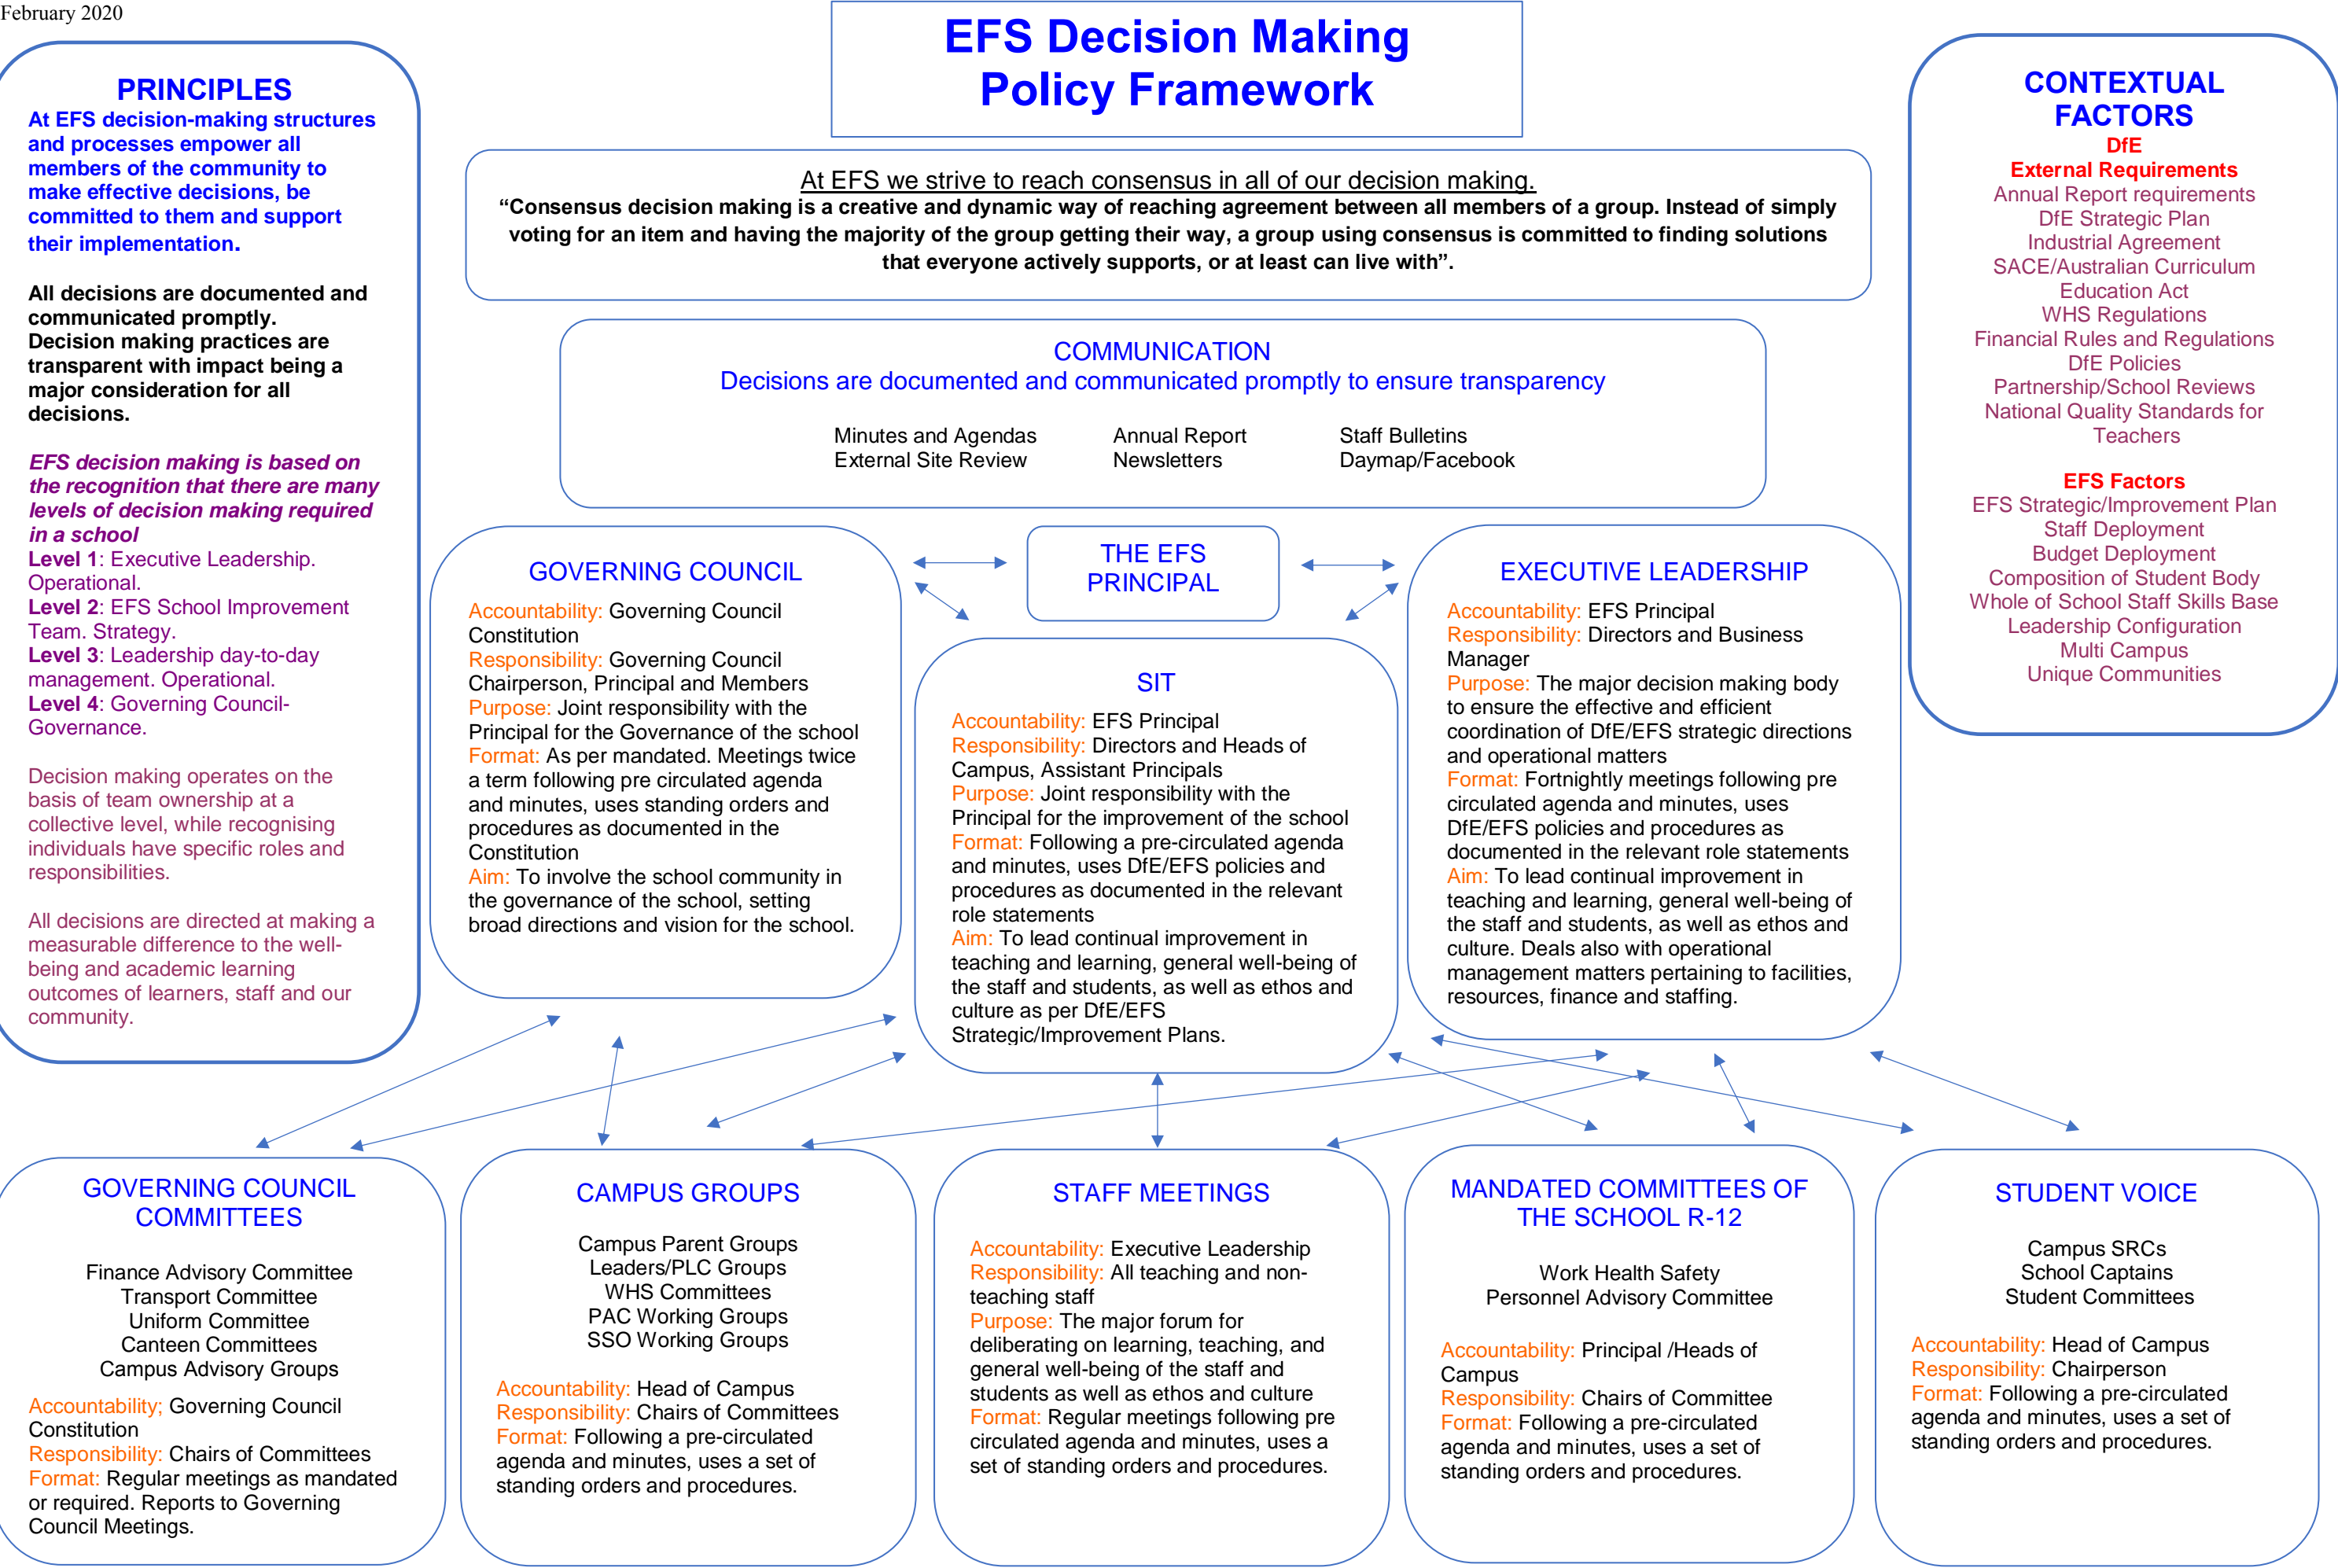 February 2020
EFS Decision Making
Policy Framework
PRINCIPLES
At EFS decision-making structures
and processes empower all
members of the community to
make effective decisions, be
committed to them and support
their implementation.
All decisions are documented and
communicated promptly.
Decision making practices are
transparent with impact being a
major consideration for all
decisions.
EFS decision making is based on
the recognition that there are many
levels of decision making required
in a school
Level 1: Executive Leadership.
Operational.
Level 2: EFS School Improvement
Team. Strategy.
Level 3: Leadership day-to-day
management. Operational.
Level 4: Governing Council-
Governance.
Decision making operates on the
basis of team ownership at a
collective level, while recognising
individuals have specific roles and
responsibilities.
All decisions are directed at making a
measurable difference to the well-
being and academic learning
outcomes of learners, staff and our
community.
At EFS we strive to reach consensus in all of our decision making.
“Consensus decision making is a creative and dynamic way of reaching agreement between all members of a group. Instead of simply
voting for an item and having the majority of the group getting their way, a group using consensus is committed to finding solutions
that everyone actively supports, or at least can live with”.
COMMUNICATION
Decisions are documented and communicated promptly to ensure transparency
Minutes and Agendas Annual Report Staff Bulletins
External Site Review Newsletters Daymap/Facebook
CONTEXTUAL
FACTORS
DfE
External Requirements
Annual Report requirements
DfE Strategic Plan
Industrial Agreement
SACE/Australian Curriculum
Education Act
WHS Regulations
Financial Rules and Regulations
DfE Policies
Partnership/School Reviews
National Quality Standards for
Teachers
EFS Factors
EFS Strategic/Improvement Plan
Staff Deployment
Budget Deployment
Composition of Student Body
Whole of School Staff Skills Base
Leadership Configuration
Multi Campus
Unique Communities
GOVERNING COUNCIL
Accountability: Governing Council
Constitution
Responsibility: Governing Council
Chairperson, Principal and Members
Purpose: Joint responsibility with the
Principal for the Governance of the school
Format: As per mandated. Meetings twice
a term following pre circulated agenda
and minutes, uses standing orders and
procedures as documented in the
Constitution
Aim: To involve the school community in
the governance of the school, setting
broad directions and vision for the school.
THE EFS
PRINCIPAL
SIT
Accountability: EFS Principal
Responsibility: Directors and Heads of
Campus, Assistant Principals
Purpose: Joint responsibility with the
Principal for the improvement of the school
Format: Following a pre-circulated agenda
and minutes, uses DfE/EFS policies and
procedures as documented in the relevant
role statements
Aim: To lead continual improvement in
teaching and learning, general well-being of
the staff and students, as well as ethos and
culture as per DfE/EFS
Strategic/Improvement Plans.
EXECUTIVE LEADERSHIP
Accountability: EFS Principal
Responsibility: Directors and Business
Manager
Purpose: The major decision making body
to ensure the effective and efficient
coordination of DfE/EFS strategic directions
and operational matters
Format: Fortnightly meetings following pre
circulated agenda and minutes, uses
DfE/EFS policies and procedures as
documented in the relevant role statements
Aim: To lead continual improvement in
teaching and learning, general well-being of
the staff and students, as well as ethos and
culture. Deals also with operational
management matters pertaining to facilities,
resources, finance and staffing.
GOVERNING COUNCIL
COMMITTEES
Finance Advisory Committee
Transport Committee
Uniform Committee
Canteen Committees
Campus Advisory Groups
Accountability; Governing Council
Constitution
Responsibility: Chairs of Committees
Format: Regular meetings as mandated
or required. Reports to Governing
Council Meetings.
CAMPUS GROUPS
Campus Parent Groups
Leaders/PLC Groups
WHS Committees
PAC Working Groups
SSO Working Groups
Accountability: Head of Campus
Responsibility: Chairs of Committees
Format: Following a pre-circulated
agenda and minutes, uses a set of
standing orders and procedures.
STAFF MEETINGS
Accountability: Executive Leadership
Responsibility: All teaching and non-
teaching staff
Purpose: The major forum for
deliberating on learning, teaching, and
general well-being of the staff and
students as well as ethos and culture
Format: Regular meetings following pre
circulated agenda and minutes, uses a
set of standing orders and procedures.
MANDATED COMMITTEES OF
THE SCHOOL R-12
Work Health Safety
Personnel Advisory Committee
Accountability: Principal /Heads of
Campus
Responsibility: Chairs of Committee
Format: Following a pre-circulated
agenda and minutes, uses a set of
standing orders and procedures.
STUDENT VOICE
Campus SRCs
School Captains
Student Committees
Accountability: Head of Campus
Responsibility: Chairperson
Format: Following a pre-circulated
agenda and minutes, uses a set of
standing orders and procedures.